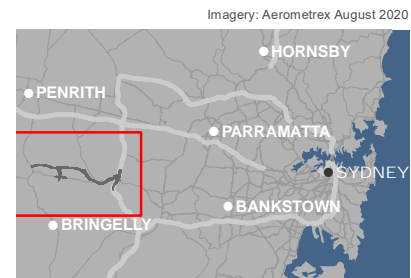 Imagery: Aerometrex August 2020
HORNSBY
PENRITH
PARRAMATTA
SYDNEY
BANKSTOWN
BRINGELLY